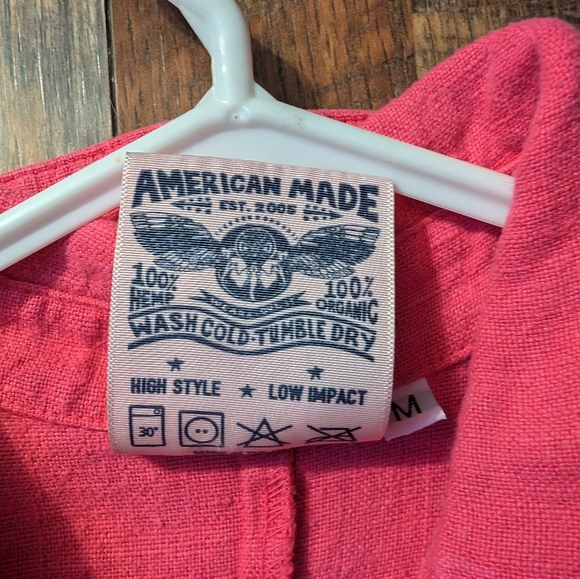 AMERICAN MADE
EST. 2005
100% HEMP
100% ORGANIC
WASH COLD·TUMBLE DRY
HIGH STYLE ★ LOW IMPACT
30°
M